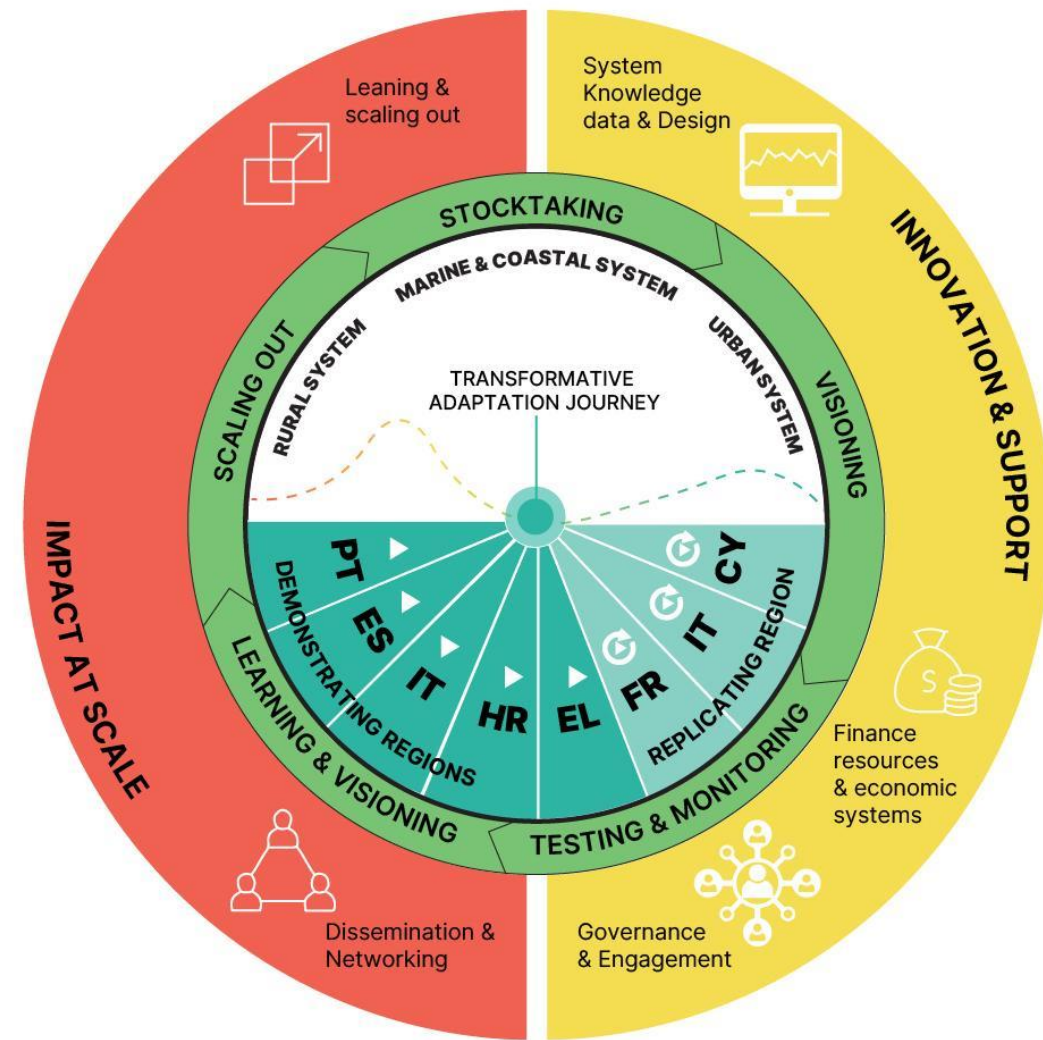 Leaning &
scaling out
System
Knowledge
data & Design
IMPACT AT SCALE
INNOVATION & SUPPORT
STOCKTAKING
VISIONING
TESTING & MONITORING
LEARNING & VISIONING
SCALING OUT
RURAL SYSTEM
MARINE & COASTAL SYSTEM
URBAN SYSTEM
TRANSFORMATIVE
ADAPTATION JOURNEY
PT
ES
IT
HR
EL
FR
IT
CY
DEMONSTRATING REGIONS
REPLICATING REGION
S
Finance
resources
& economic
systems
Dissemination &
Networking
Governance
& Engagement